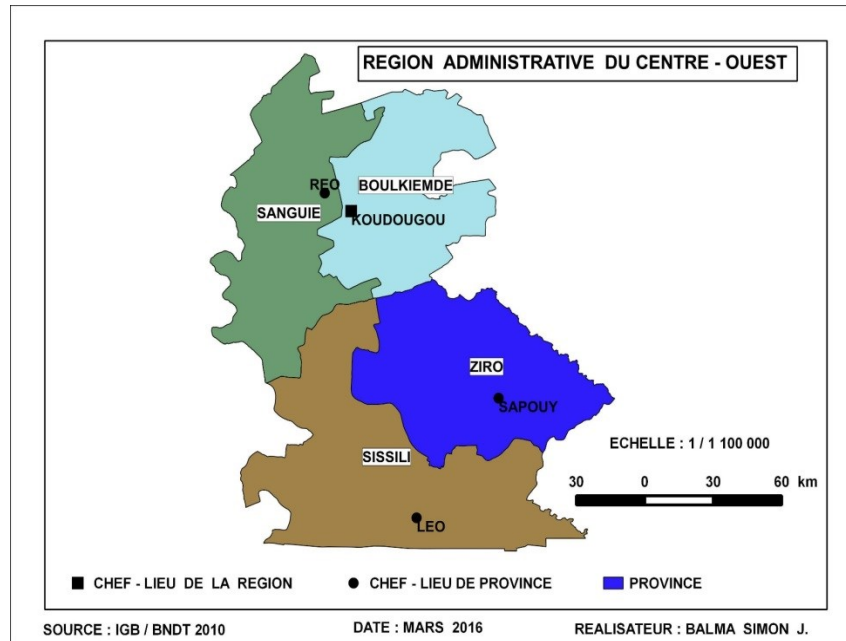 REGION ADMINISTRATIVE DU CENTRE - OUEST
REO
BOULKIEMDE
SANGUIE
KOUDOUGOU
ZIRO
SAPOUY
ECHELLE : 1 / 1 100 000
SISSILI
30 0 30 60 km
LEO
CHEF - LIEU DE LA REGION
CHEF - LIEU DE PROVINCE
PROVINCE
SOURCE : IGB / BNDT 2010
DATE : MARS 2016
REALISATEUR : BALMA SIMON J.